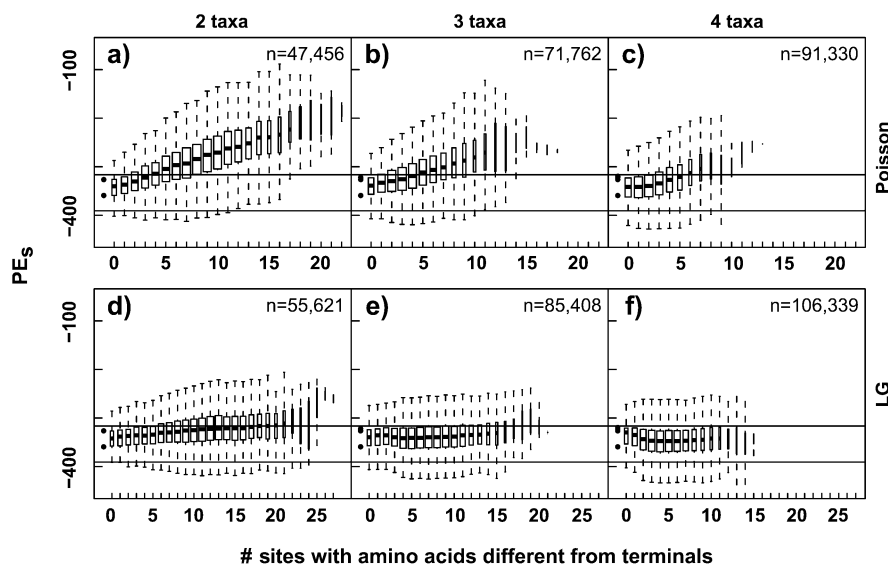 2 taxa 3 taxa 4 taxa
a) n=47,456 b) n=71,762 c) n=91,330
-100
-400
Poisson
0 5 10 15 20 0 5 10 15 20 0 5 10 15 20
PEs
d) n=55,621 e) n=85,408 f) n=106,339
-100
-400
LG
0 5 10 15 20 25 0 5 10 15 20 25 0 5 10 15 20 25
# sites with amino acids different from terminals